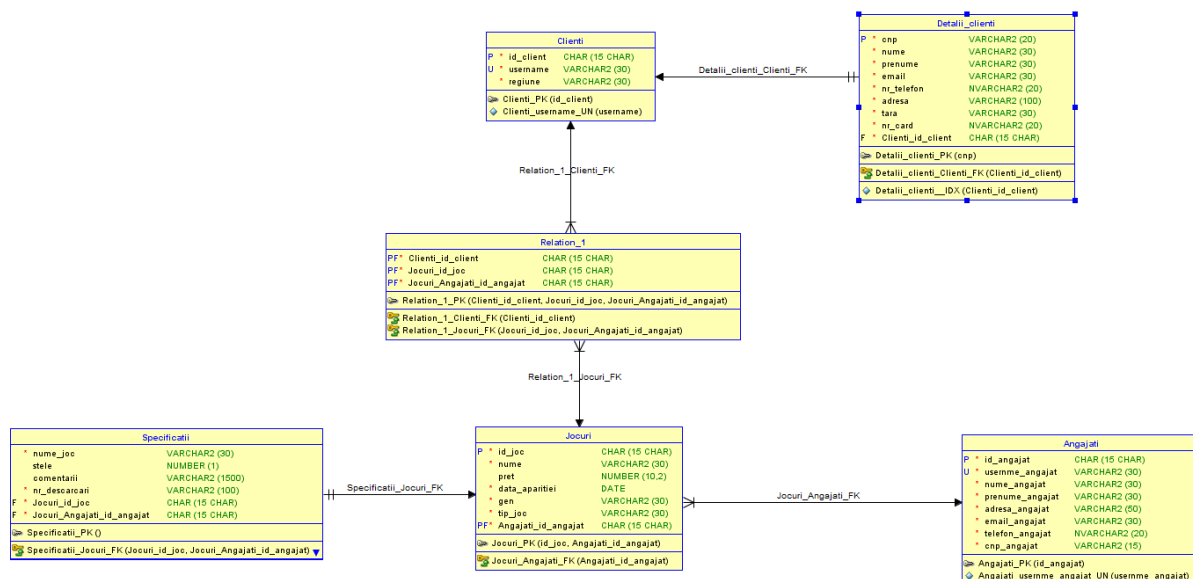 Detalii_clienti
P * cnp VARCHAR2 (20)
* nume VARCHAR2 (30)
* prenume VARCHAR2 (30)
* email VARCHAR2 (30)
* nr_telefon NVARCHAR2 (20)
* adresa VARCHAR2 (100)
* tara VARCHAR2 (30)
* nr_card NVARCHAR2 (20)
F * Clienti_id_client CHAR (15 CHAR)
Detalii_clienti_PK (cnp)
Detalii_clienti_Clienti_FK (Clienti_id_client)
Detalii_clienti__IDX (Clienti_id_client)
Clienti
P * id_client CHAR (15 CHAR)
U * username VARCHAR2 (30)
* regiune VARCHAR2 (30)
Clienti_PK (id_client)
Clienti_username_UN (username)
Detalii_clienti_Clienti_FK
Relation_1_Clienti_FK
Relation_1
PF* Clienti_id_client CHAR (15 CHAR)
PF* Jocuri_id_joc CHAR (15 CHAR)
PF* Jocuri_Angajati_id_angajat CHAR (15 CHAR)
Relation_1_PK (Clienti_id_client, Jocuri_id_joc, Jocuri_Angajati_id_angajat)
Relation_1_Clienti_FK (Clienti_id_client)
Relation_1_Jocuri_FK (Jocuri_id_joc, Jocuri_Angajati_id_angajat)
Relation_1_Jocuri_FK
Specificatii
* nume_joc VARCHAR2 (30)
stele NUMBER (1)
comentarii VARCHAR2 (1500)
* nr_descarcari VARCHAR2 (100)
F * Jocuri_id_joc CHAR (15 CHAR)
F * Jocuri_Angajati_id_angajat CHAR (15 CHAR)
Specificatii_PK ()
Specificatii_Jocuri_FK (Jocuri_id_joc, Jocuri_Angajati_id_angajat)
Specificatii_Jocuri_FK
Jocuri
P * id_joc CHAR (15 CHAR)
* nume VARCHAR2 (30)
pret NUMBER (10,2)
* data_aparitiei DATE
* gen VARCHAR2 (30)
* tip_joc VARCHAR2 (30)
PF* Angajati_id_angajat CHAR (15 CHAR)
Jocuri_PK (id_joc, Angajati_id_angajat)
Jocuri_Angajati_FK (Angajati_id_angajat)
Jocuri_Angajati_FK
Angajati
P * id_angajat CHAR (15 CHAR)
U * usernme_angajat VARCHAR2 (30)
* nume_angajat VARCHAR2 (30)
* prenume_angajat VARCHAR2 (30)
* adresa_angajat VARCHAR2 (50)
* email_angajat VARCHAR2 (30)
* telefon_angajat NVARCHAR2 (20)
* cnp_angajat VARCHAR2 (15)
Angajati_PK (id_angajat)
Angajati_usernme_angajat_UN (usernme_angajat)